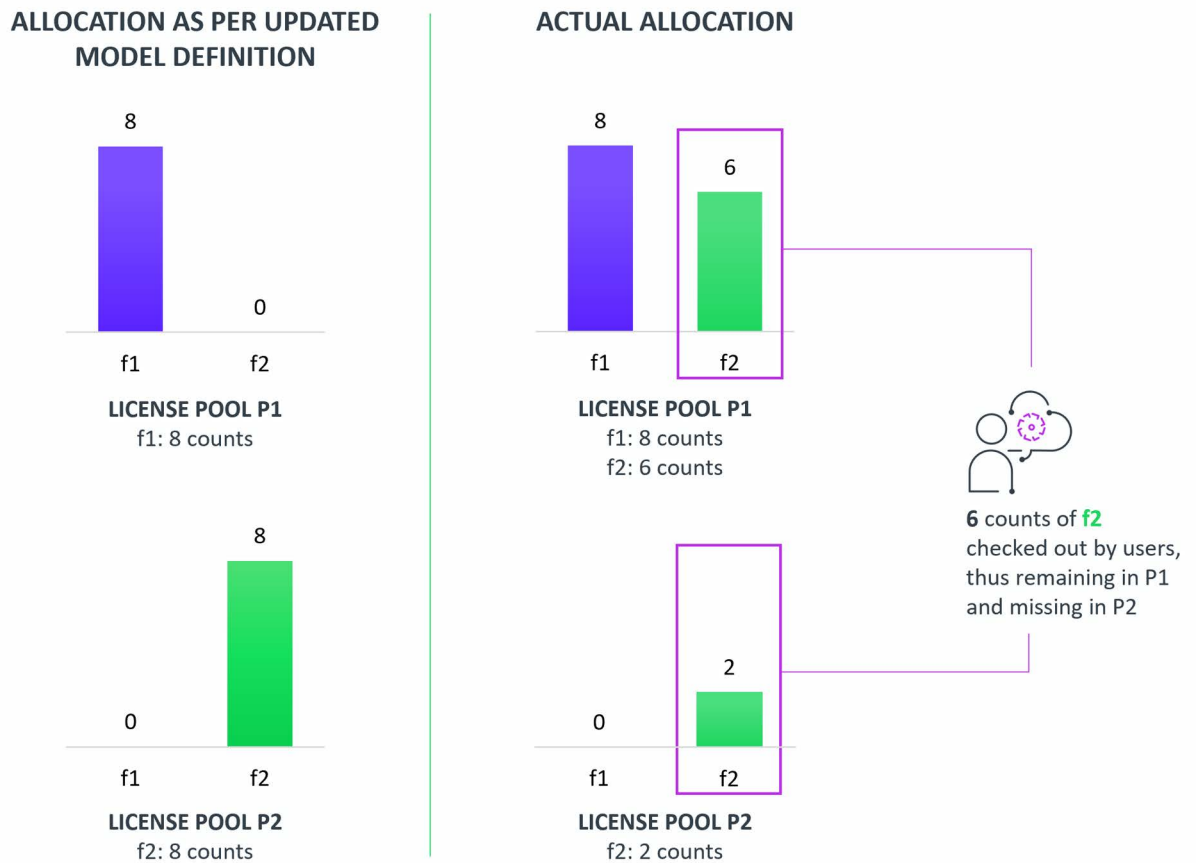 ALLOCATION AS PER UPDATED
MODEL DEFINITION
8
0
f1
f2
LICENSE POOL P1
f1: 8 counts
8
0
f1
f2
LICENSE POOL P2
f2: 8 counts
ACTUAL ALLOCATION
8
6
f1
f2
LICENSE POOL P1
f1: 8 counts
f2: 6 counts
2
0
f1
f2
LICENSE POOL P2
f2: 2 counts
6 counts of f2
checked out by users,
thus remaining in P1
and missing in P2